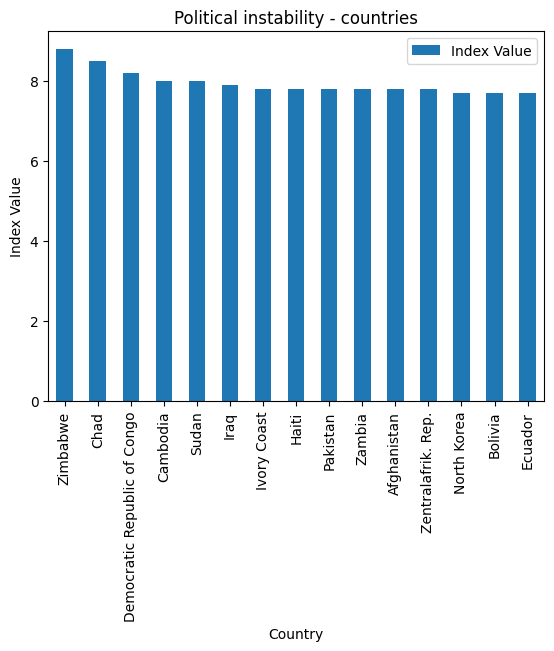 Political instability - countries
Index Value
Index Value
8
6
4
2
0
Zimbabwe
Chad
Democratic Republic of Congo
Cambodia
Sudan
Iraq
Ivory Coast
Haiti
Pakistan
Zambia
Afghanistan
Zentralafrik. Rep.
North Korea
Bolivia
Ecuador
Country